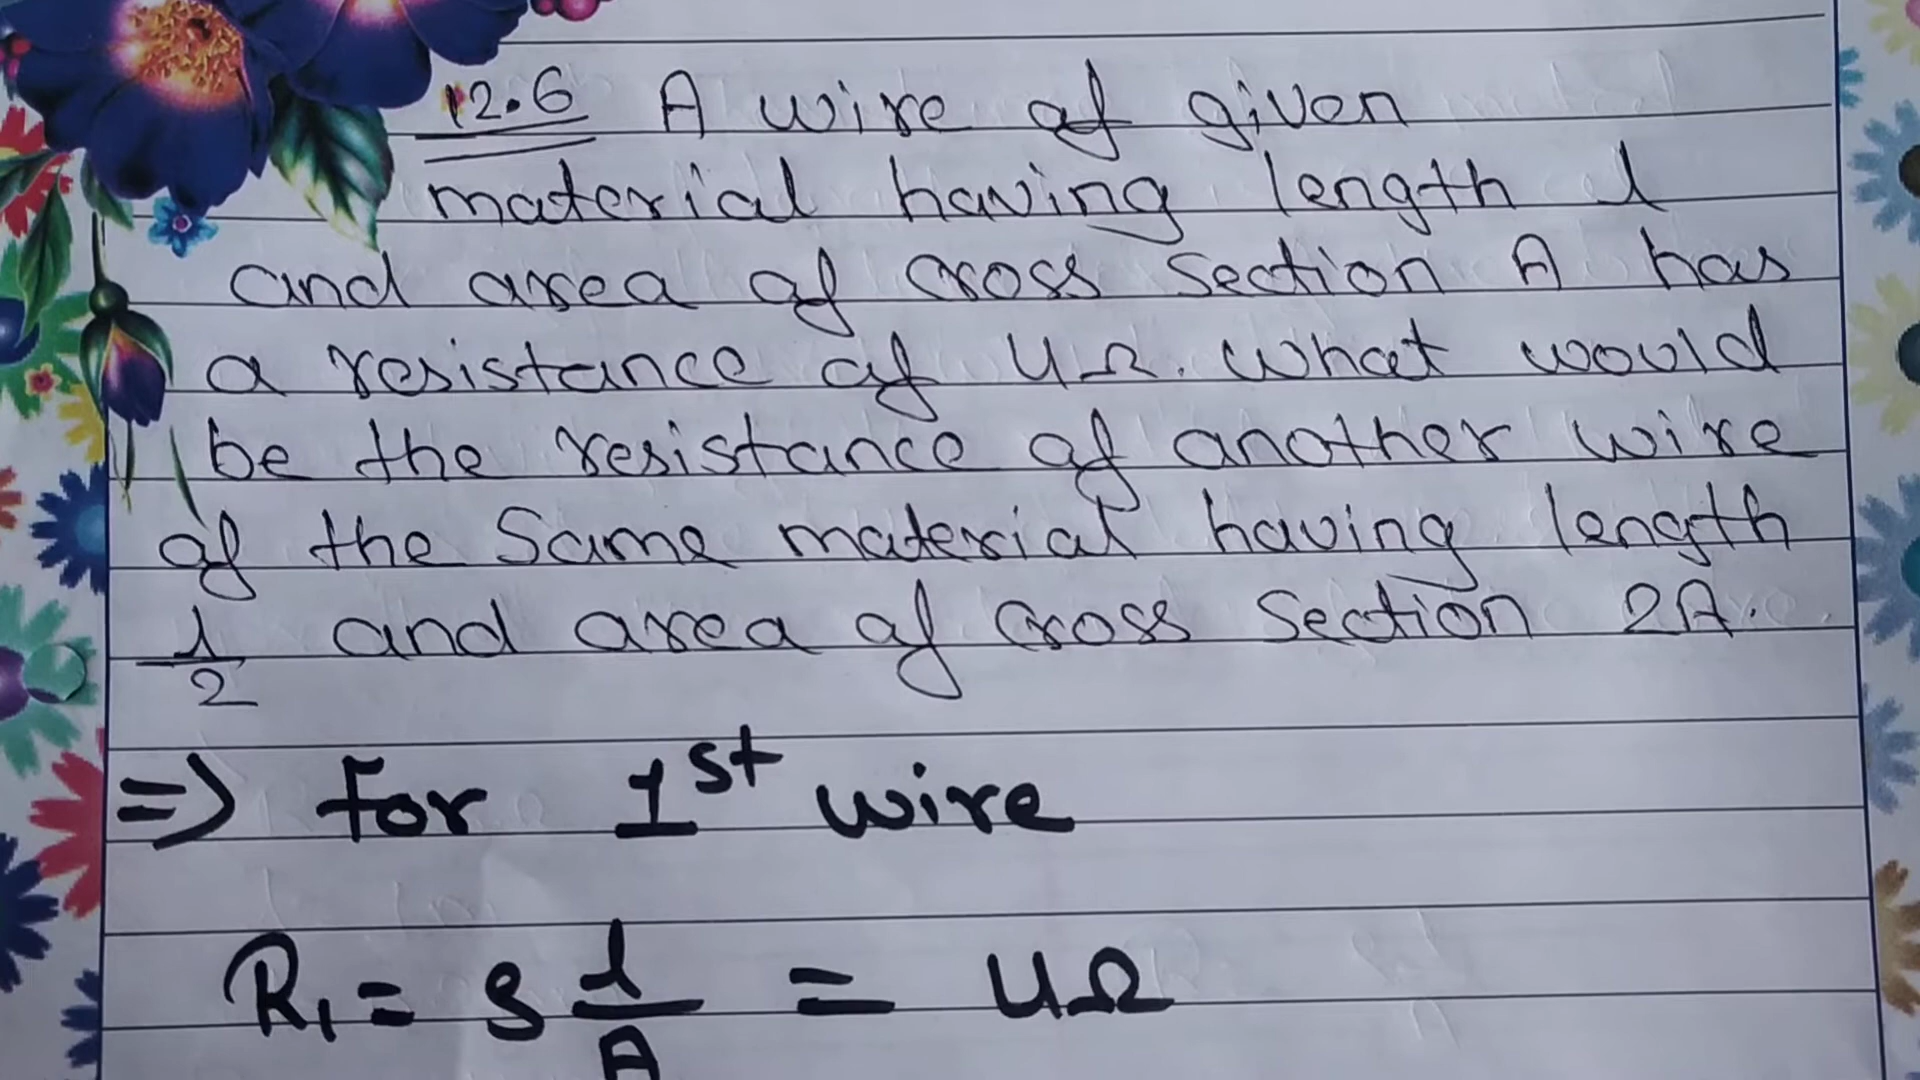 12.6 A wire of given
material having length l
and area of cross section A has
a resistance of 4Ω. What would
be the resistance of another wire
of the same material having length
l/2 and area of cross section 2A.
=> For 1st wire
R₁ = ρ l/A = 4Ω